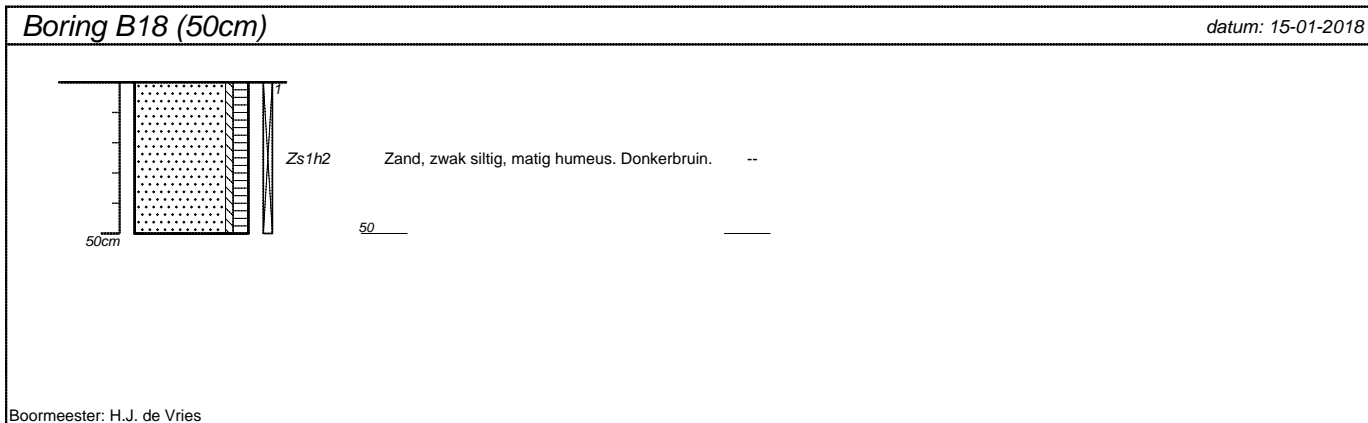 Boring B18 (50cm)
datum: 15-01-2018
1
Zs1h2
Zand, zwak siltig, matig humeus. Donkerbruin.
--
50cm
50
Boormeester: H.J. de Vries